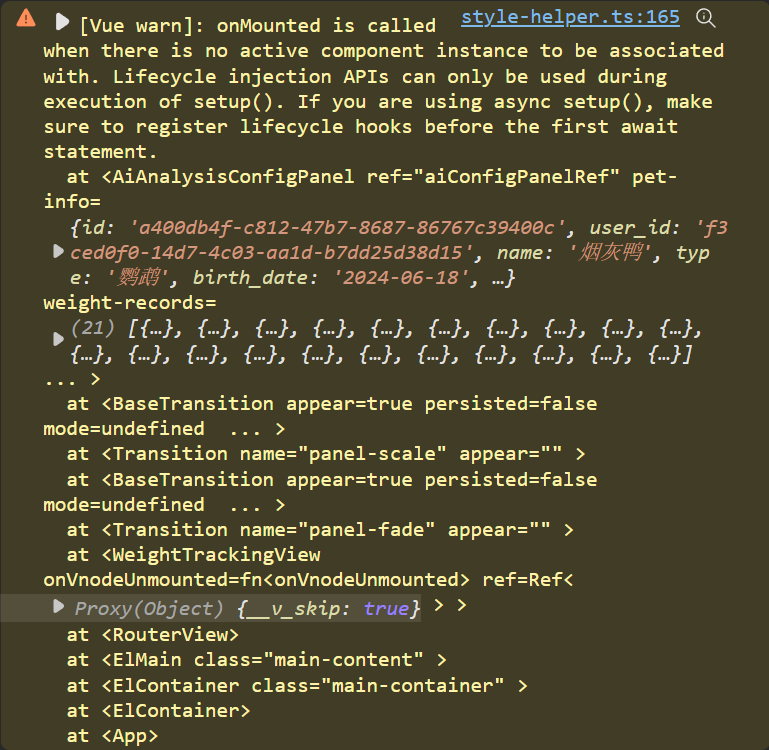 [Vue warn]: onMounted is called style-helper.ts:165
when there is no active component instance to be associated
with. Lifecycle injection APIs can only be used during
execution of setup(). If you are using async setup(), make
sure to register lifecycle hooks before the first await
statement.
at <AiAnalysisConfigPanel ref="aiConfigPanelRef" pet-
info=
{id: 'a400db4f-c812-47b7-8687-86767c39400c', user_id: 'f3
ced0f0-14d7-4c03-aa1d-b7dd25d38d15', name: '烟灰鸭', typ
e: '鹦鹉', birth_date: '2024-06-18', …}
weight-records=
(21) [{…}, {…}, {…}, {…}, {…}, {…}, {…}, {…}, {…}, {…},
{…}, {…}, {…}, {…}, {…}, {…}, {…}, {…}, {…}, {…}, {…}]
... >
at <BaseTransition appear=true persisted=false
mode=undefined ... >
at <Transition name="panel-scale" appear="" >
at <BaseTransition appear=true persisted=false
mode=undefined ... >
at <Transition name="panel-fade" appear="" >
at <WeightTrackingView
onVnodeUnmounted=fn<onVnodeUnmounted> ref=Ref<
Proxy(Object) {__v_skip: true} > >
at <RouterView>
at <ElMain class="main-content" >
at <ElContainer class="main-container" >
at <ElContainer>
at <App>